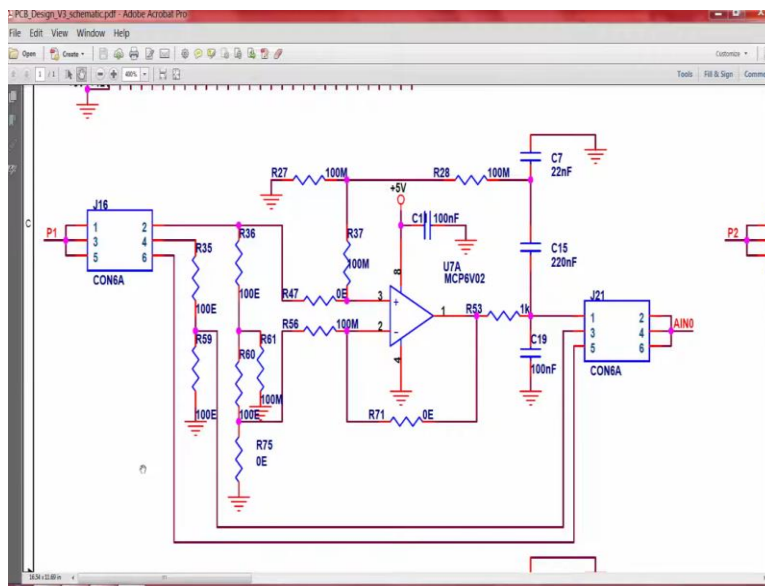 PCB_Design_V3_schematic.pdf - Adobe Acrobat Pro
File Edit View Window Help
Open Create Customize
1 / 1 400% Tools Fill & Sign Comme
C
J16
P1
1 2
3 4
5 6
CON6A
R27 100M
R28 100M
C7
22nF
+5V
C11 100nF
R35
100E
R36
100E
R37
100M
C15
220nF
P2
U7A
MCP6V02
R47 0E
3
+
8
1
R56 100M
2
-
4
R53 1k
J21
1 2
3 4
5 6
CON6A
AIN0
R59
100E
R60
100E
R61
100M
C19
100nF
R71 0E
R75
0E
16.54 x 11.69 in